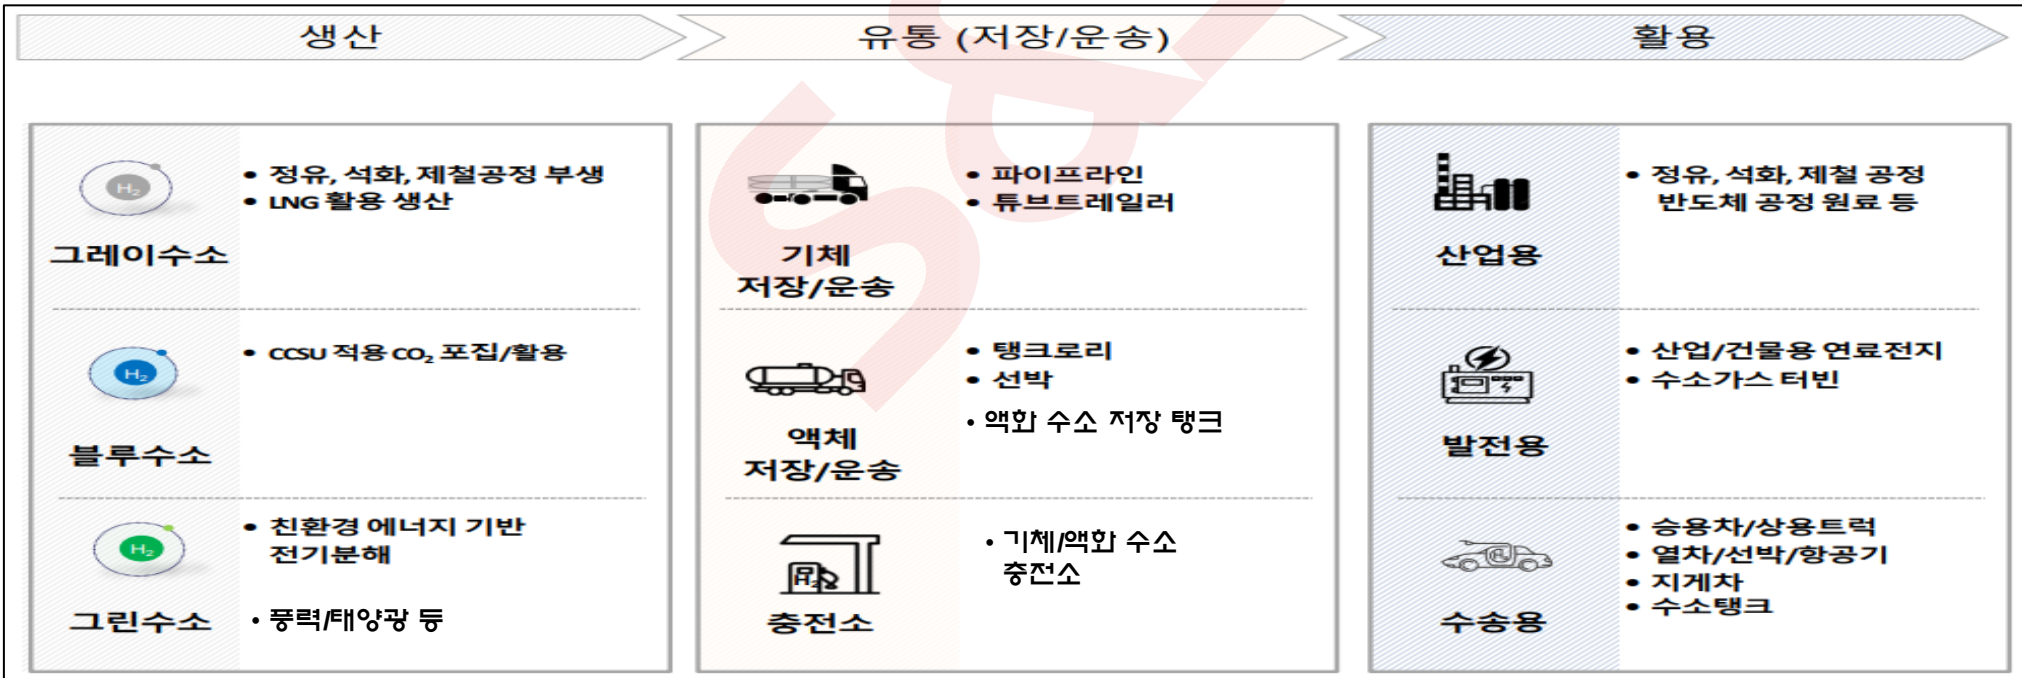 생산
유통 (저장/운송)
활용
H₂
• 정유, 석화, 제철공정 부생
• LNG 활용 생산
그레이수소
H₂
• CCSU 적용 CO₂ 포집/활용
블루수소
H₂
• 친환경 에너지 기반
전기분해
• 풍력/태양광 등
그린수소
• 파이프라인
• 튜브트레일러
기체
저장/운송
• 탱크로리
• 선박
• 액화 수소 저장 탱크
액체
저장/운송
H₂
• 기체/액화 수소
충전소
충전소
• 정유, 석화, 제철 공정
반도체 공정 원료 등
산업용
• 산업/건물용 연료전지
• 수소가스 터빈
발전용
H₂
• 승용차/상용트럭
• 열차/선박/항공기
• 지게차
• 수소탱크
수송용